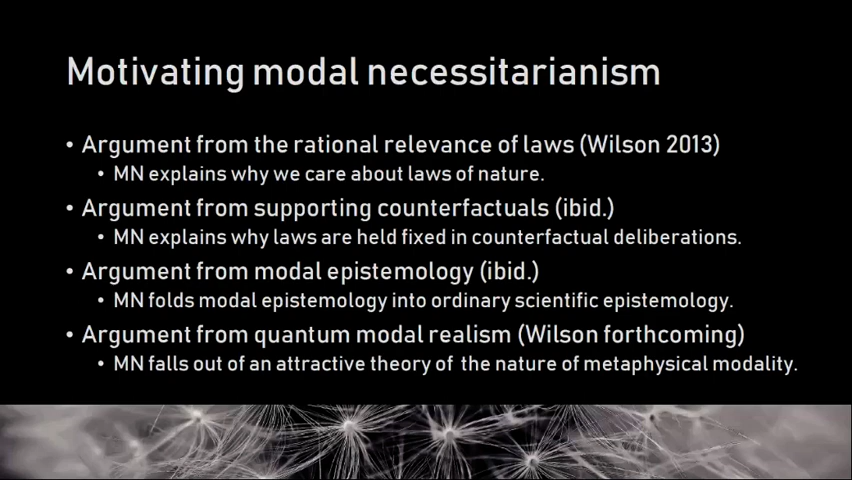 Motivating modal necessitarianism
• Argument from the rational relevance of laws (Wilson 2013)
• MN explains why we care about laws of nature.
• Argument from supporting counterfactuals (ibid.)
• MN explains why laws are held fixed in counterfactual deliberations.
• Argument from modal epistemology (ibid.)
• MN folds modal epistemology into ordinary scientific epistemology.
• Argument from quantum modal realism (Wilson forthcoming)
• MN falls out of an attractive theory of the nature of metaphysical modality.